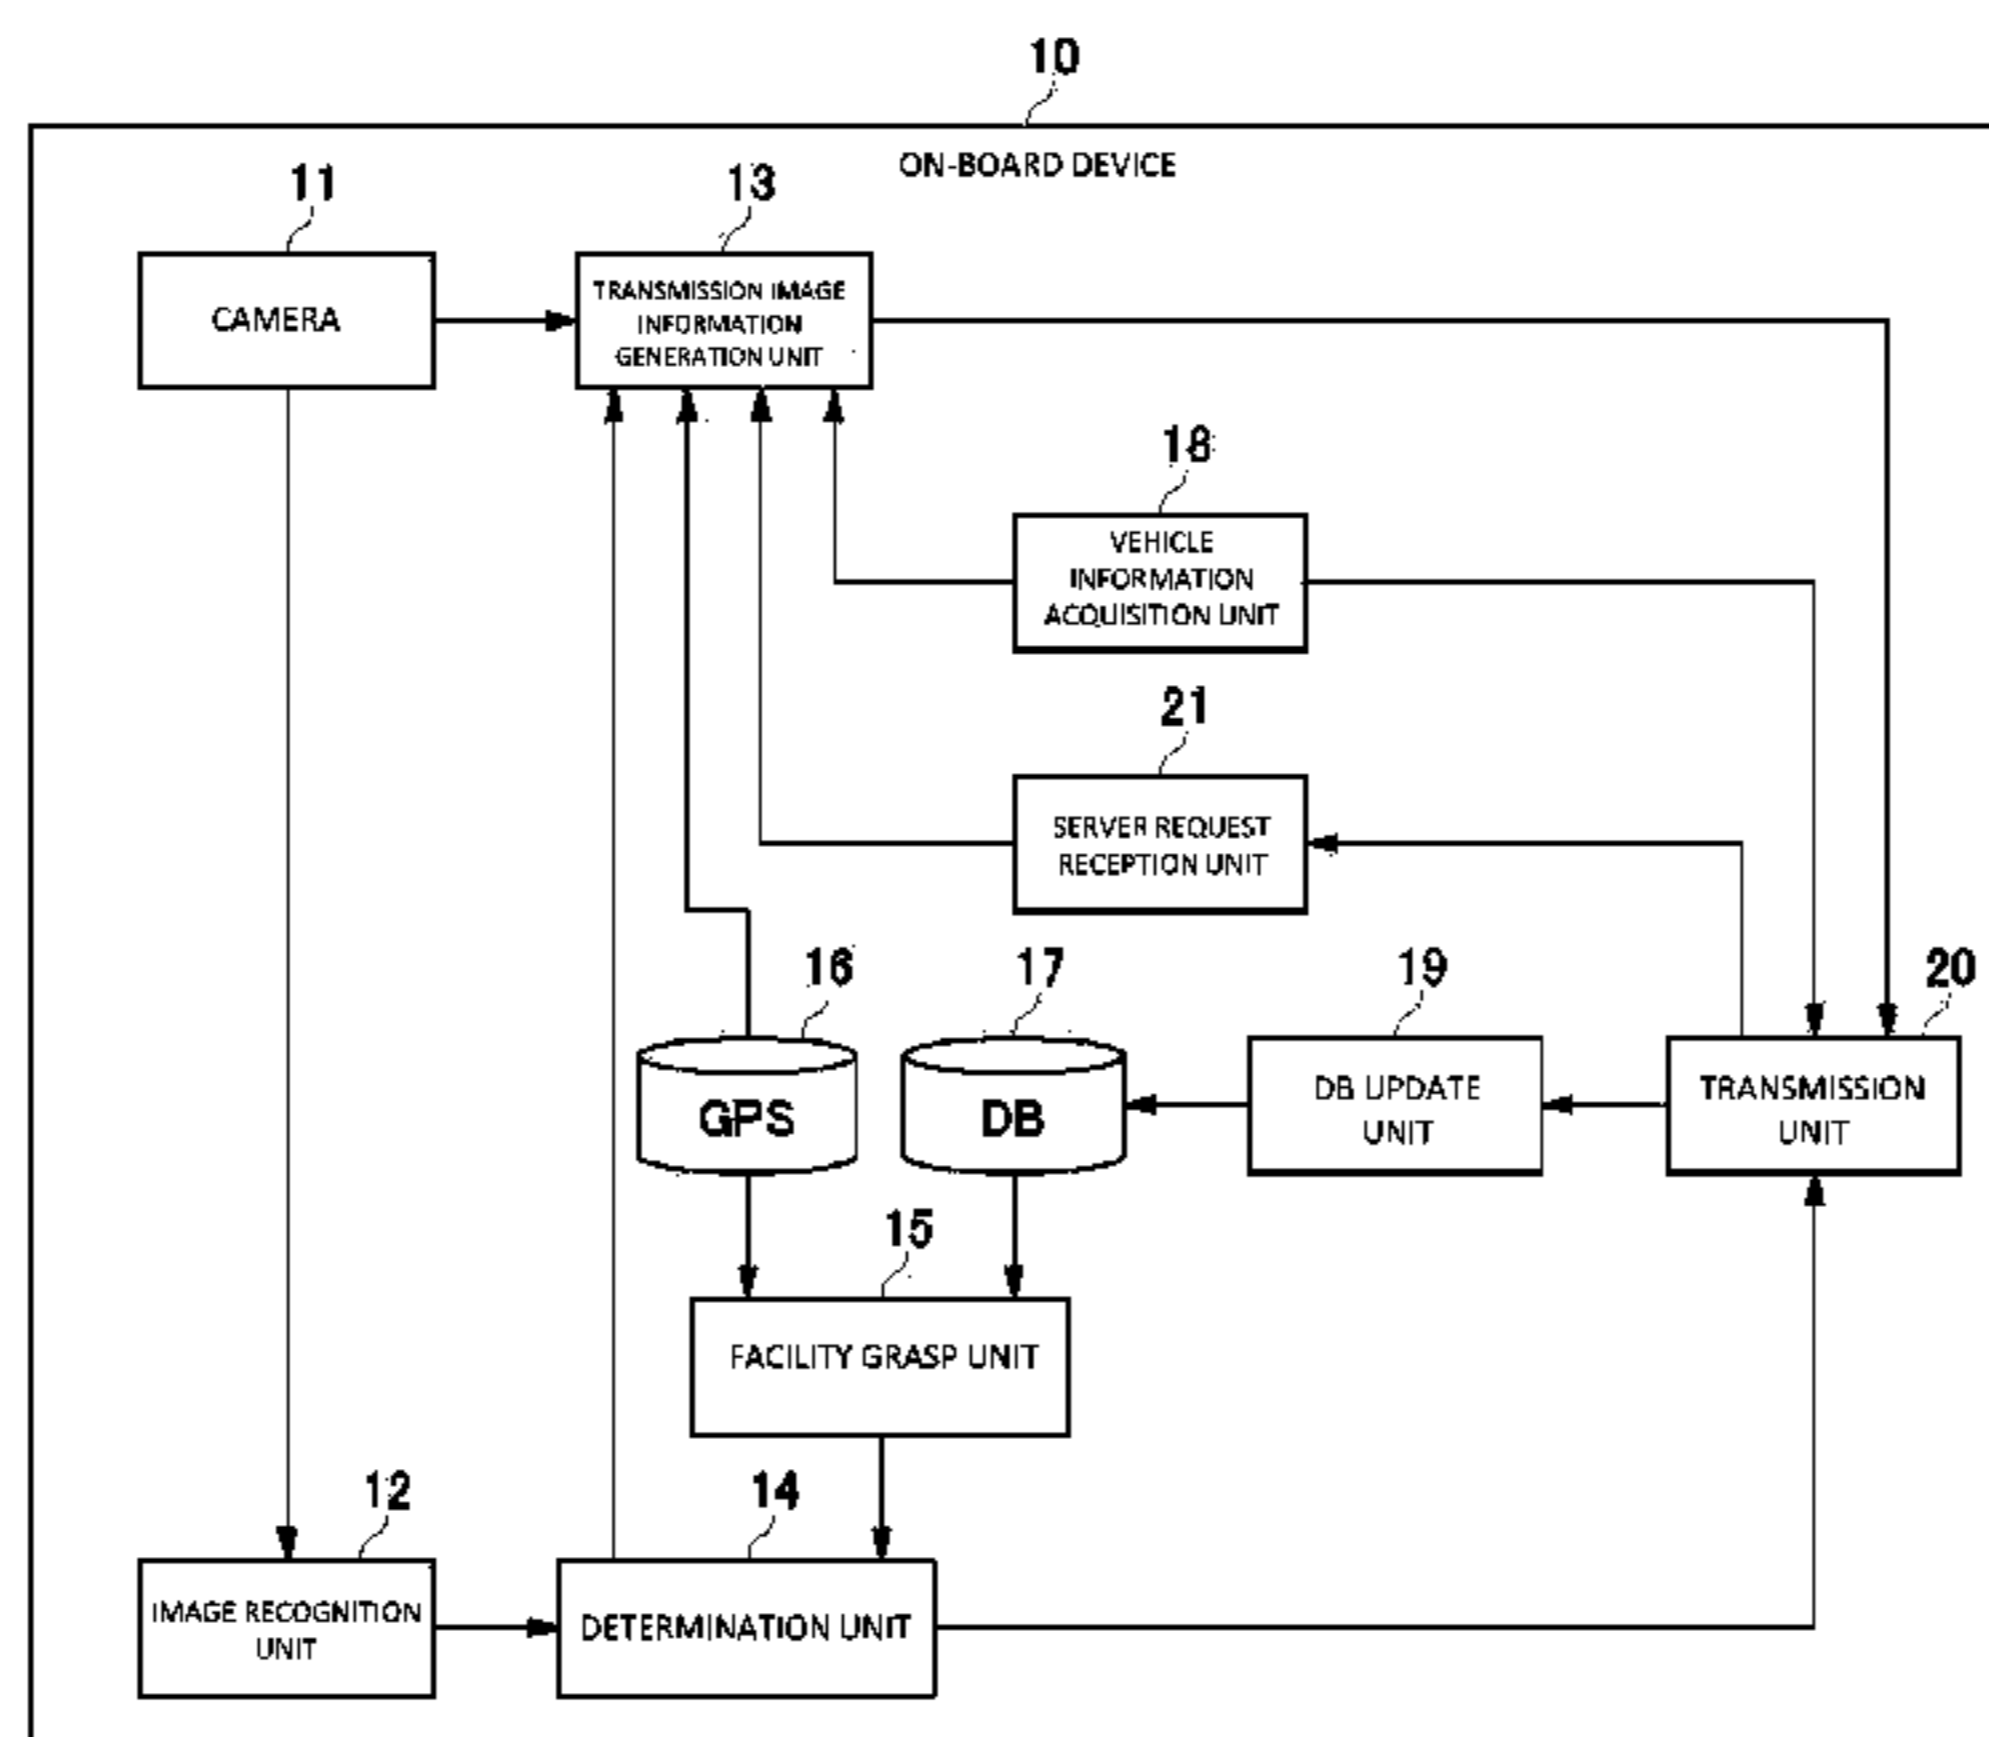 10
ON-BOARD DEVICE
11
13
CAMERA
TRANSMISSION IMAGE
INFORMATION
GENERATION UNIT
18
VEHICLE
INFORMATION
ACQUISITION UNIT
21
SERVER REQUEST
RECEPTION UNIT
16
17
19
20
GPS
DB
DB UPDATE
UNIT
TRANSMISSION
UNIT
15
FACILITY GRASP UNIT
12
14
IMAGE RECOGNITION
UNIT
DETERMINATION UNIT